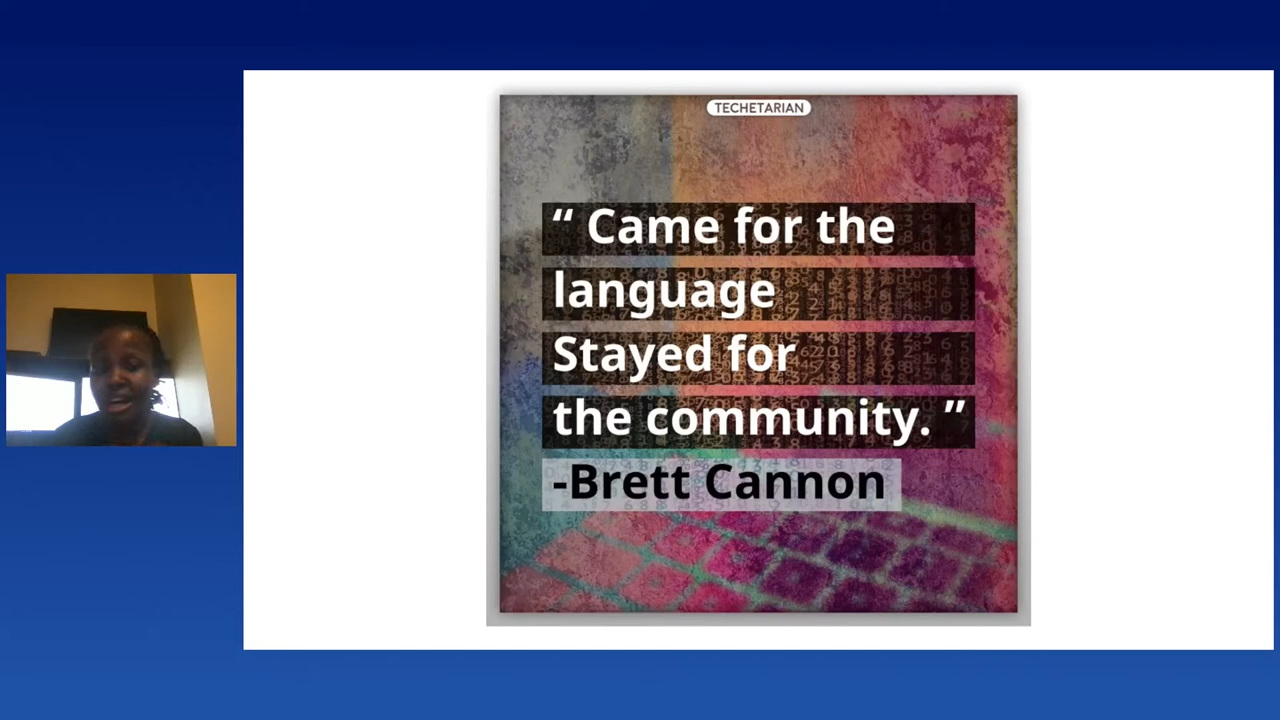 TECHETARIAN
“ Came for the
language
Stayed for
the community. ”
-Brett Cannon